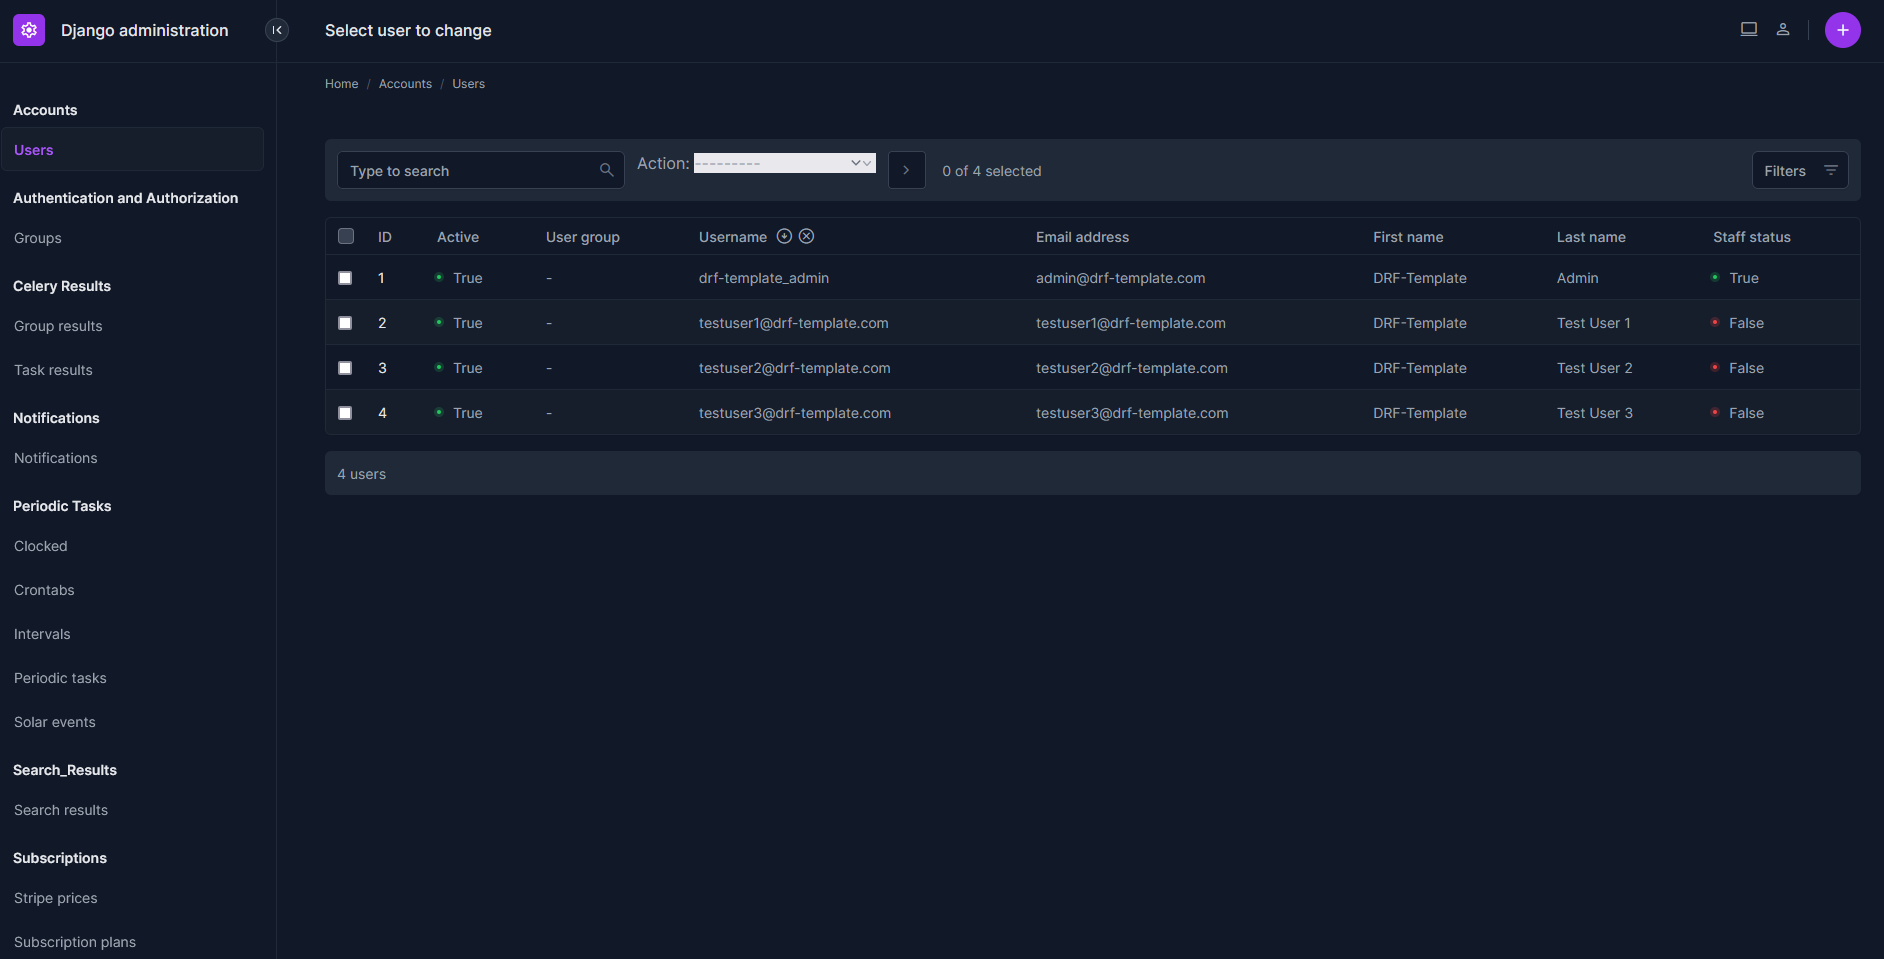 Django administration
Select user to change
Home / Accounts / Users
Accounts
Users
Authentication and Authorization
Groups
Celery Results
Group results
Task results
Notifications
Notifications
Periodic Tasks
Clocked
Crontabs
Intervals
Periodic tasks
Solar events
Search_Results
Search results
Subscriptions
Stripe prices
Subscription plans
Type to search Action: --------- 0 of 4 selected Filters
ID Active User group Username Email address First name Last name Staff status
1 True - drf-template_admin admin@drf-template.com DRF-Template Admin True
2 True - testuser1@drf-template.com testuser1@drf-template.com DRF-Template Test User 1 False
3 True - testuser2@drf-template.com testuser2@drf-template.com DRF-Template Test User 2 False
4 True - testuser3@drf-template.com testuser3@drf-template.com DRF-Template Test User 3 False
4 users